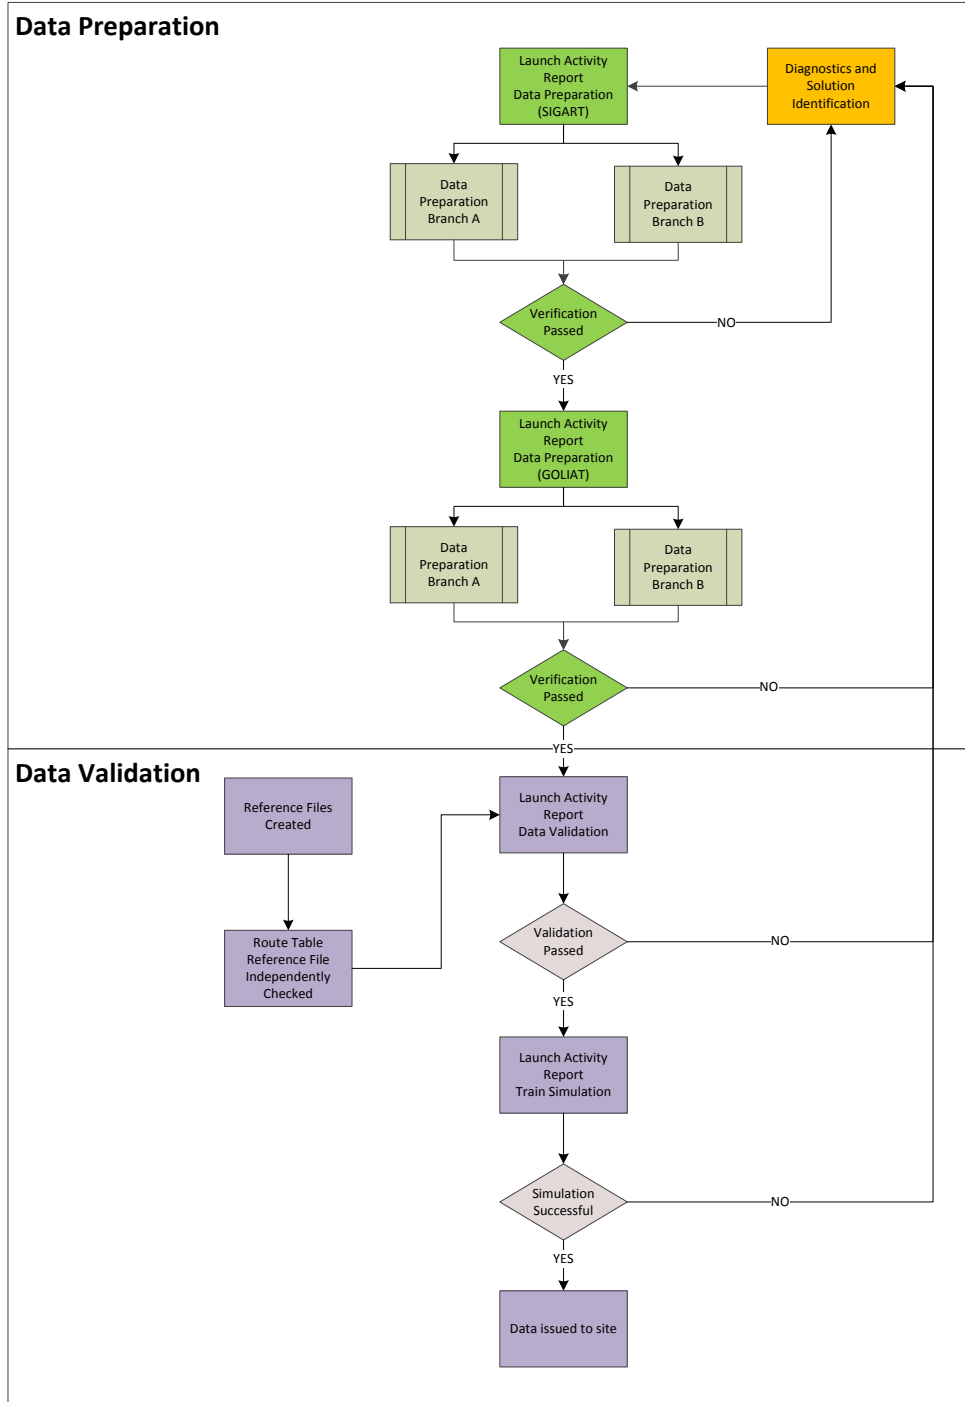 Data Preparation
Launch Activity
Report
Data Preparation
(SIGART)
Diagnostics and
Solution
Identification
Data
Preparation
Branch A
Data
Preparation
Branch B
Verification
Passed
NO
YES
Launch Activity
Report
Data Preparation
(GOLIAT)
Data
Preparation
Branch A
Data
Preparation
Branch B
Verification
Passed
NO
YES
Data Validation
Reference Files
Created
Launch Activity
Report
Data Validation
Route Table
Reference File
Independently
Checked
Validation
Passed
NO
YES
Launch Activity
Report
Train Simulation
Simulation
Successful
NO
YES
Data issued to site